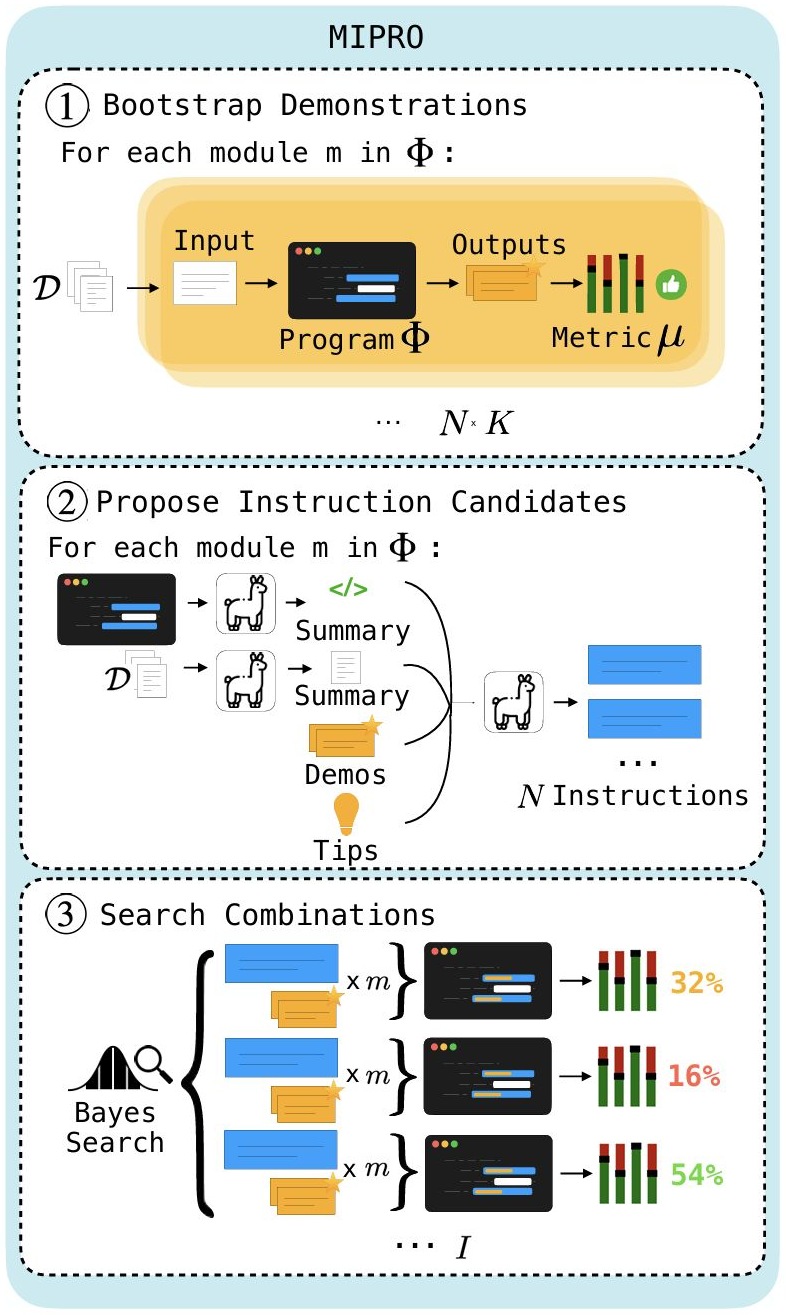 MIPRO
① Bootstrap Demonstrations
For each module m in Φ:
Input
Outputs
𝒟
Program Φ
Metric μ
... N x K
② Propose Instruction Candidates
For each module m in Φ:
</>
Summary
𝒟
Summary
Demos
Tips
...
N Instructions
③ Search Combinations
x m
32%
x m
16%
Bayes
Search
x m
54%
... I